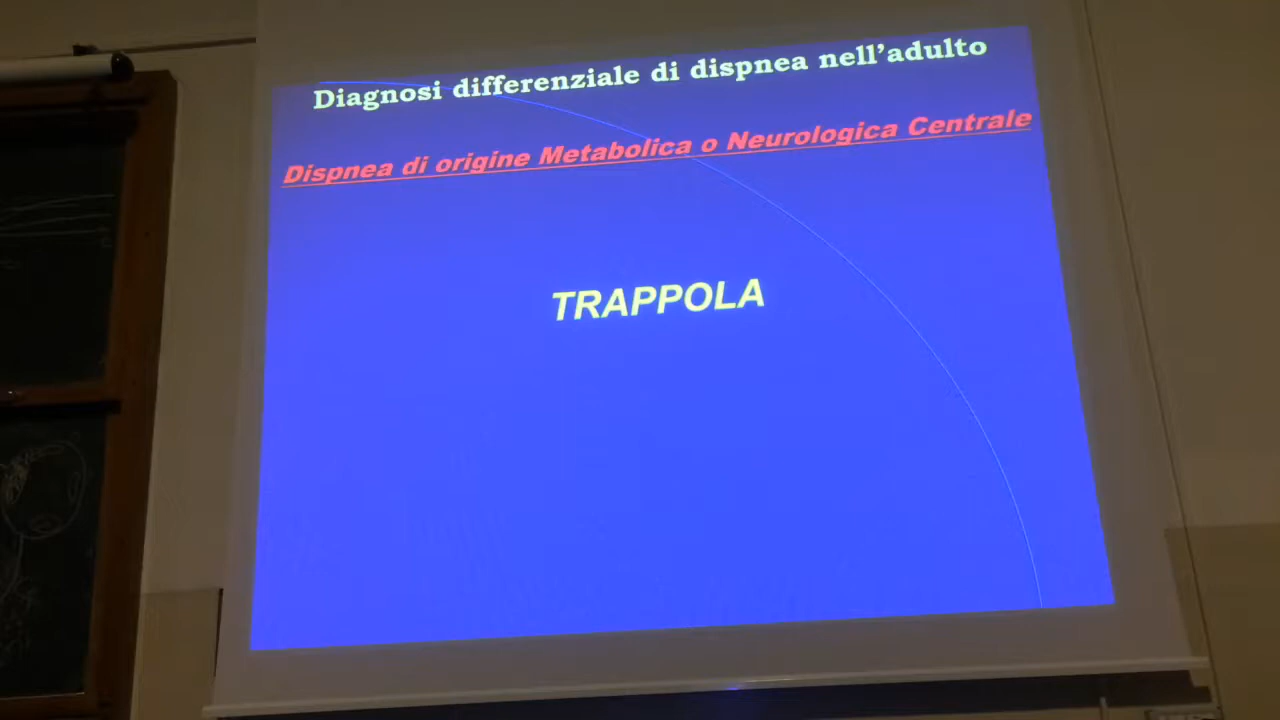 Diagnosi differenziale di dispnea nell'adulto
Dispnea di origine Metabolica o Neurologica Centrale
TRAPPOLA